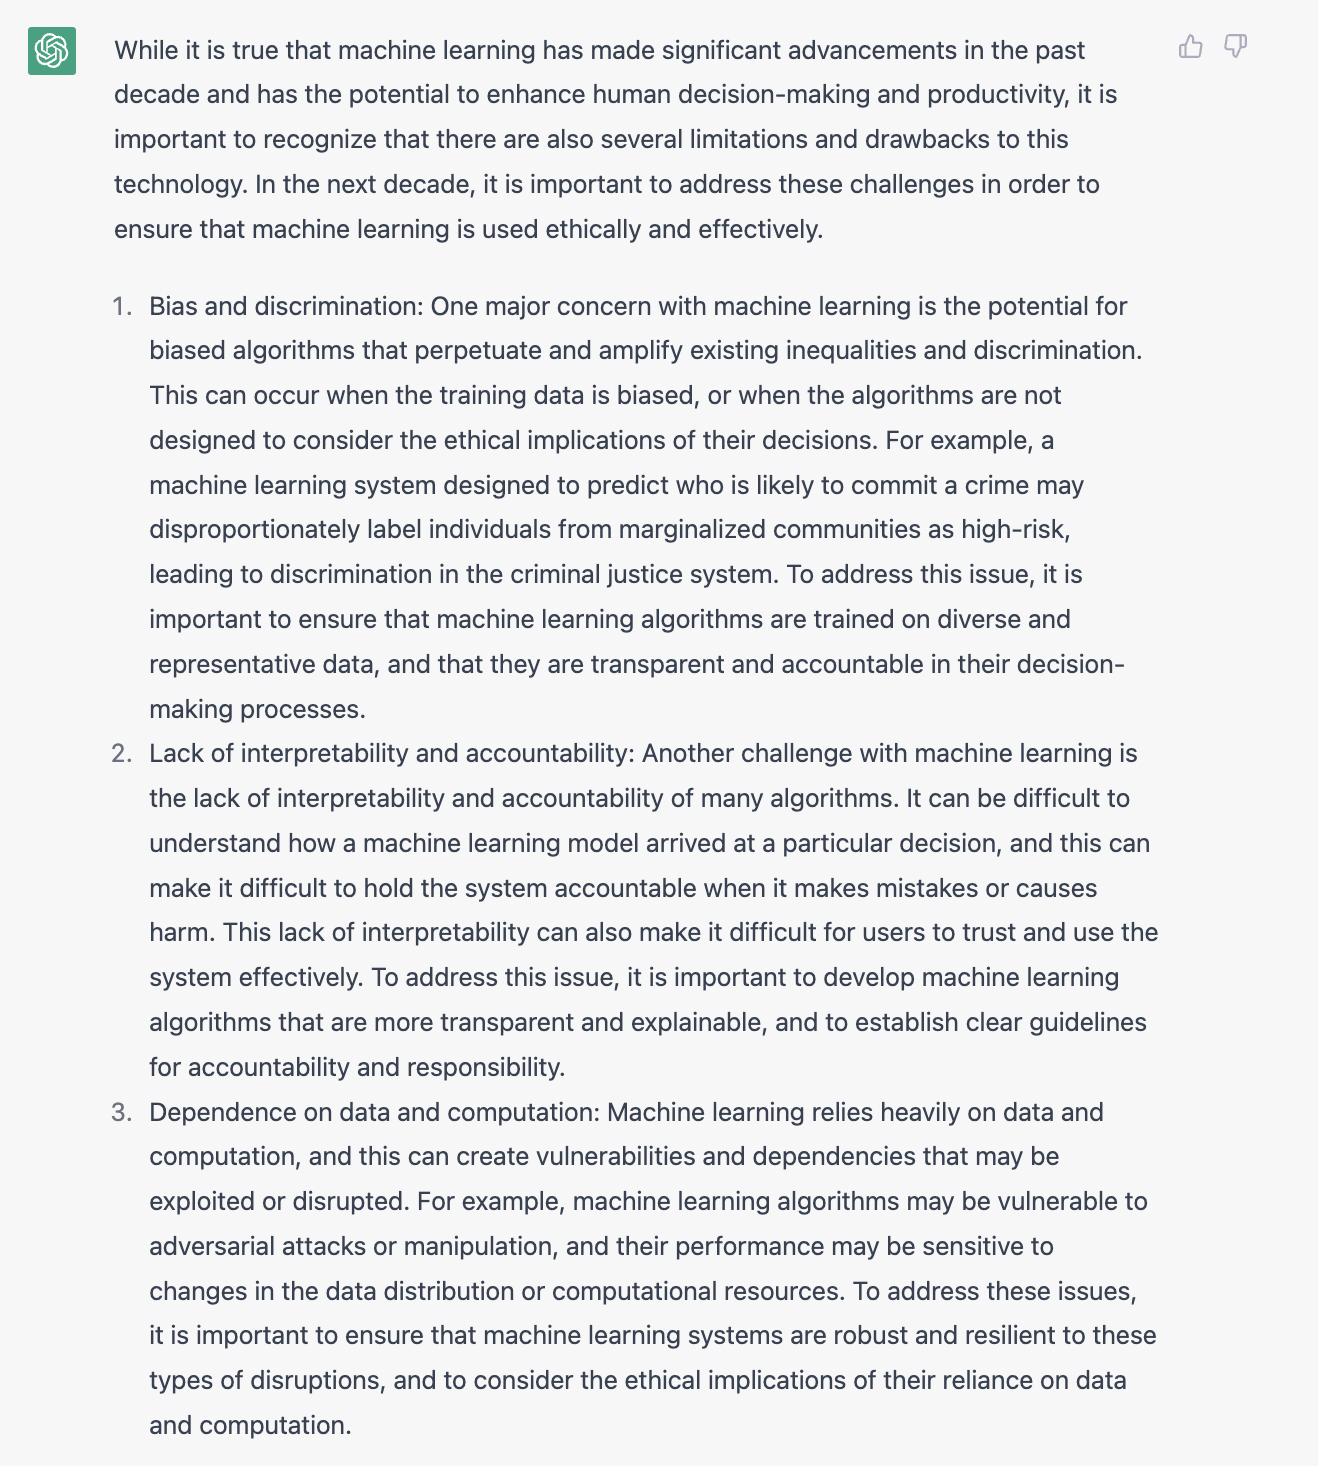 While it is true that machine learning has made significant advancements in the past
decade and has the potential to enhance human decision-making and productivity, it is
important to recognize that there are also several limitations and drawbacks to this
technology. In the next decade, it is important to address these challenges in order to
ensure that machine learning is used ethically and effectively.
1. Bias and discrimination: One major concern with machine learning is the potential for
biased algorithms that perpetuate and amplify existing inequalities and discrimination.
This can occur when the training data is biased, or when the algorithms are not
designed to consider the ethical implications of their decisions. For example, a
machine learning system designed to predict who is likely to commit a crime may
disproportionately label individuals from marginalized communities as high-risk,
leading to discrimination in the criminal justice system. To address this issue, it is
important to ensure that machine learning algorithms are trained on diverse and
representative data, and that they are transparent and accountable in their decision-
making processes.
2. Lack of interpretability and accountability: Another challenge with machine learning is
the lack of interpretability and accountability of many algorithms. It can be difficult to
understand how a machine learning model arrived at a particular decision, and this can
make it difficult to hold the system accountable when it makes mistakes or causes
harm. This lack of interpretability can also make it difficult for users to trust and use the
system effectively. To address this issue, it is important to develop machine learning
algorithms that are more transparent and explainable, and to establish clear guidelines
for accountability and responsibility.
3. Dependence on data and computation: Machine learning relies heavily on data and
computation, and this can create vulnerabilities and dependencies that may be
exploited or disrupted. For example, machine learning algorithms may be vulnerable to
adversarial attacks or manipulation, and their performance may be sensitive to
changes in the data distribution or computational resources. To address these issues,
it is important to ensure that machine learning systems are robust and resilient to these
types of disruptions, and to consider the ethical implications of their reliance on data
and computation.